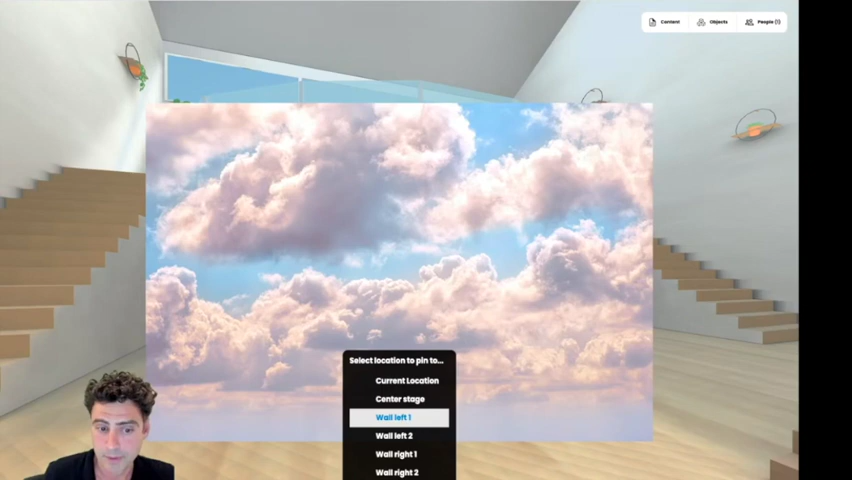 Content Objects People (1)
Select location to pin to...
Current Location
Center stage
Wall left 1
Wall left 2
Wall right 1
Wall right 2